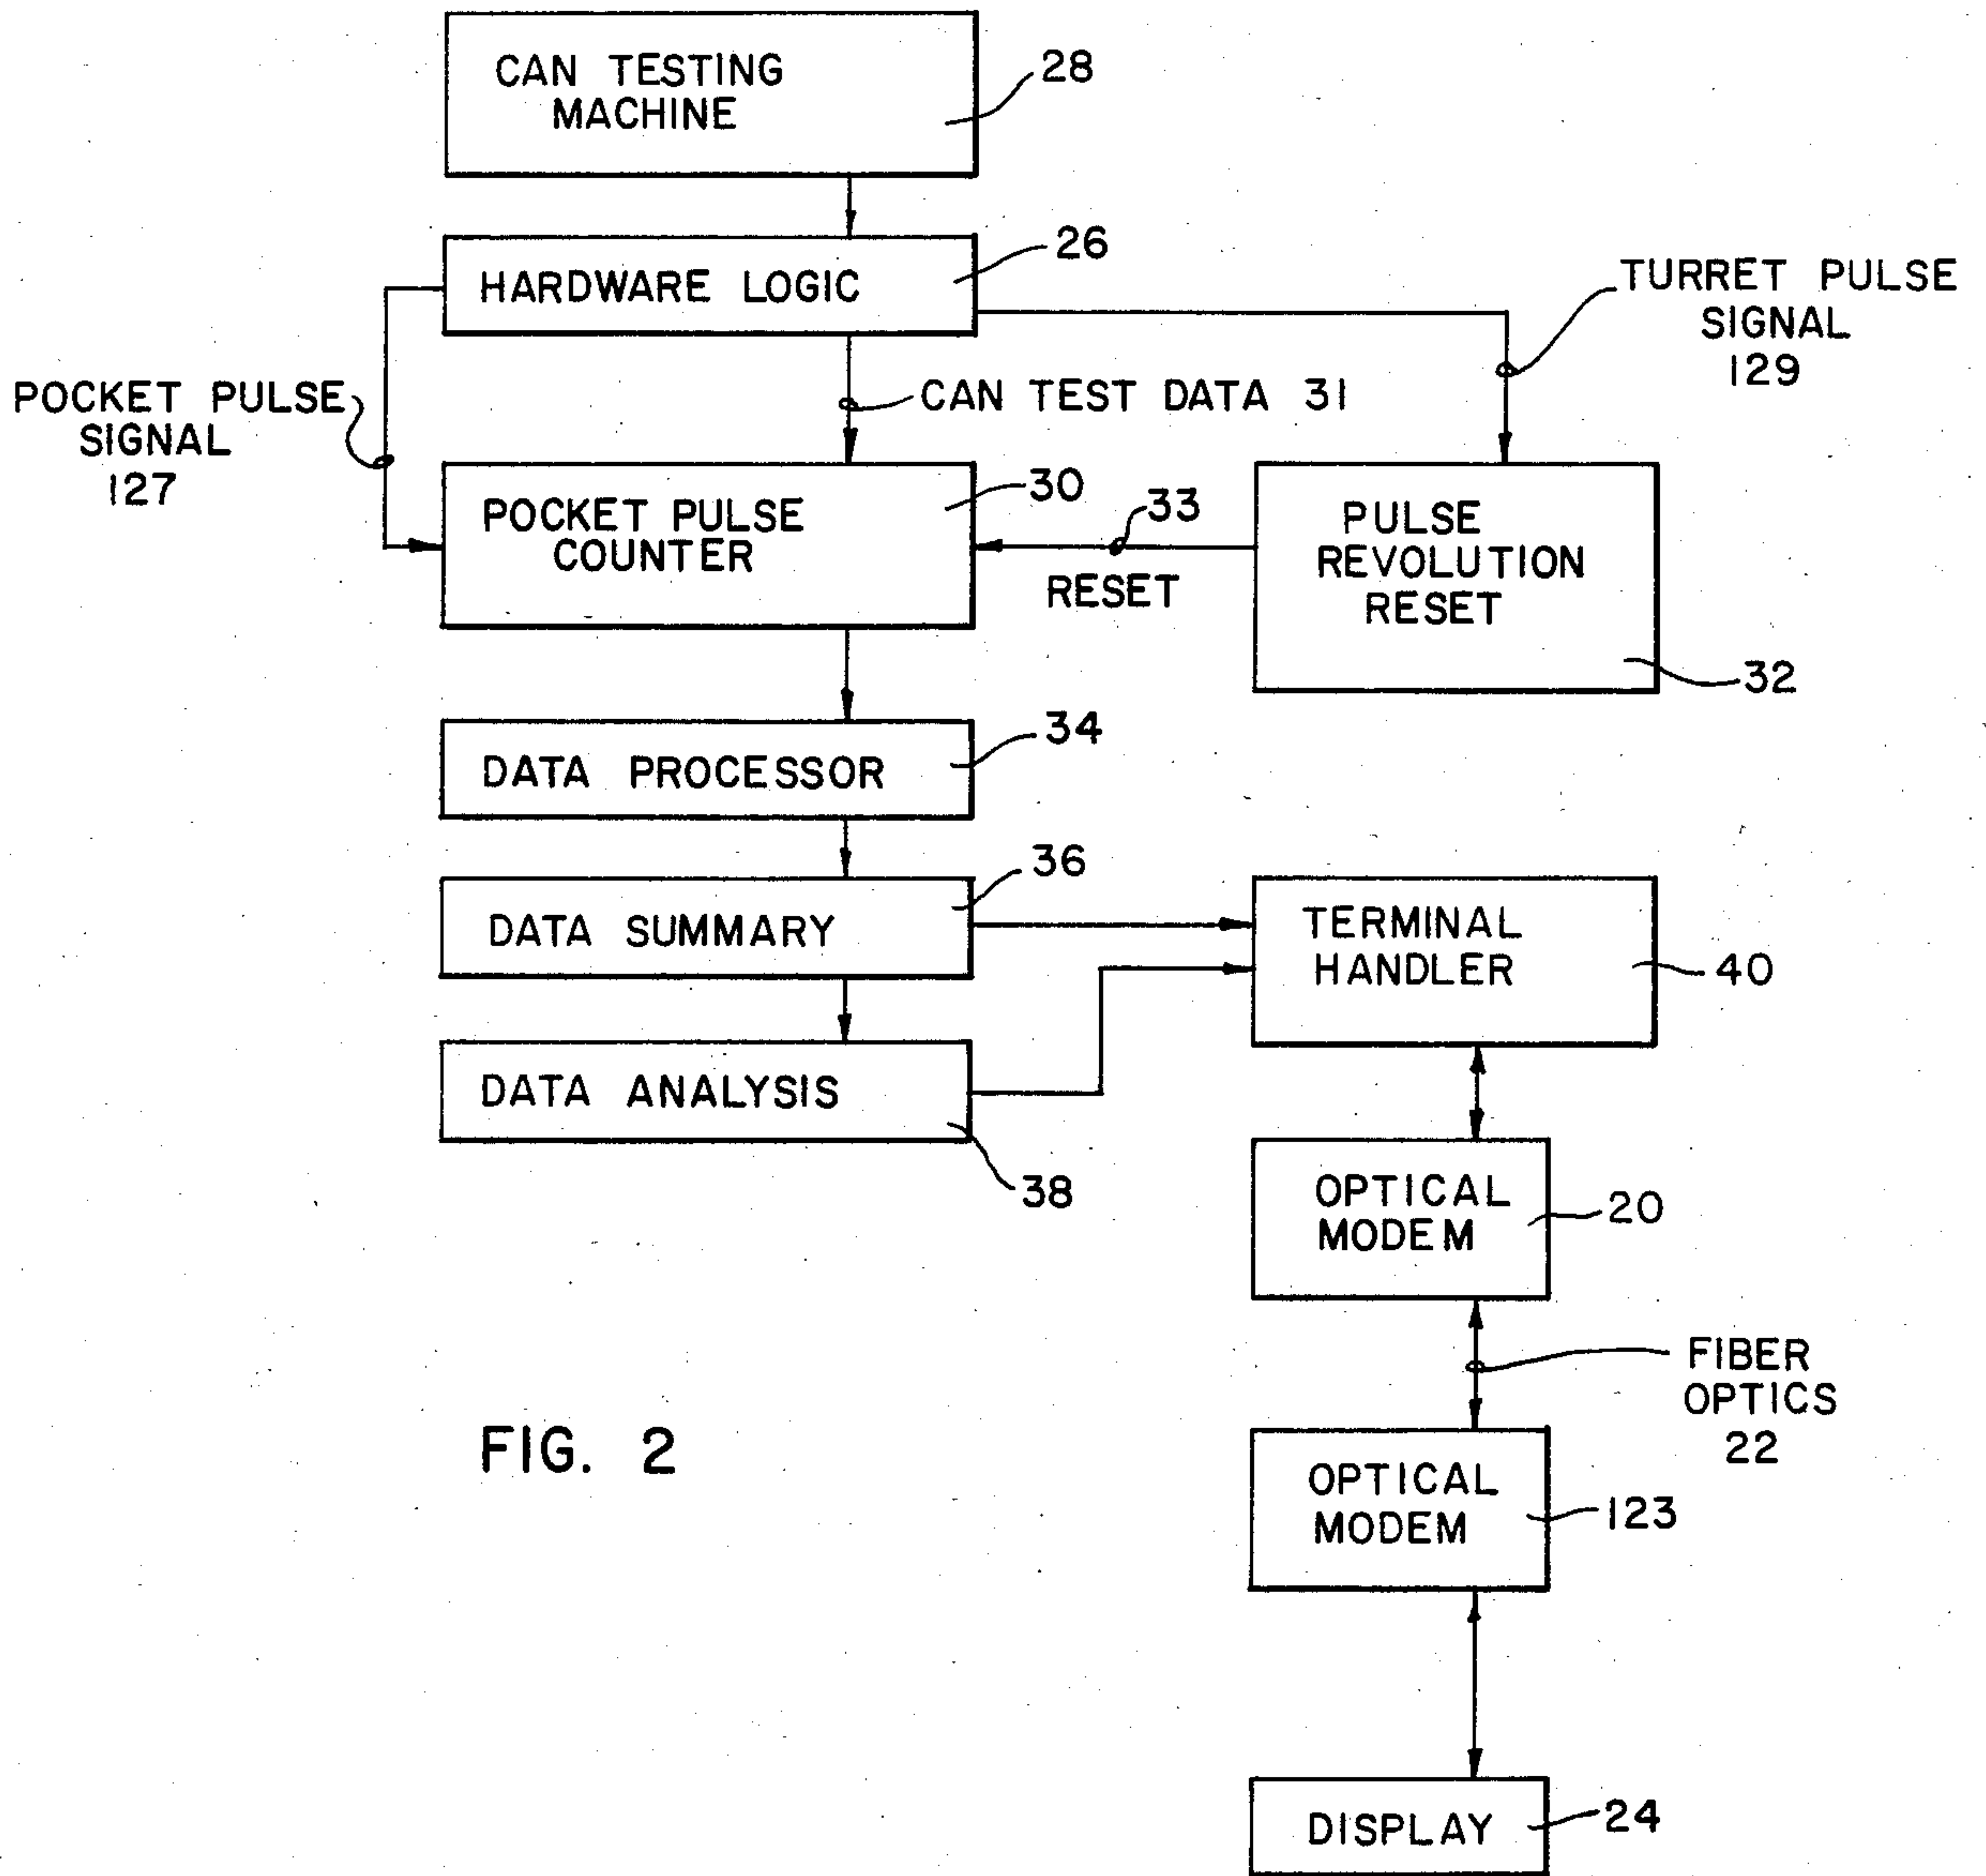 CAN TESTING
MACHINE
28
HARDWARE LOGIC
26
TURRET PULSE
SIGNAL
129
POCKET PULSE
SIGNAL
127
CAN TEST DATA 31
POCKET PULSE
COUNTER
30
33
RESET
PULSE
REVOLUTION
RESET
32
DATA PROCESSOR
34
DATA SUMMARY
36
TERMINAL
HANDLER
40
DATA ANALYSIS
38
OPTICAL
MODEM
20
FIBER
OPTICS
22
FIG. 2
OPTICAL
MODEM
123
DISPLAY
24